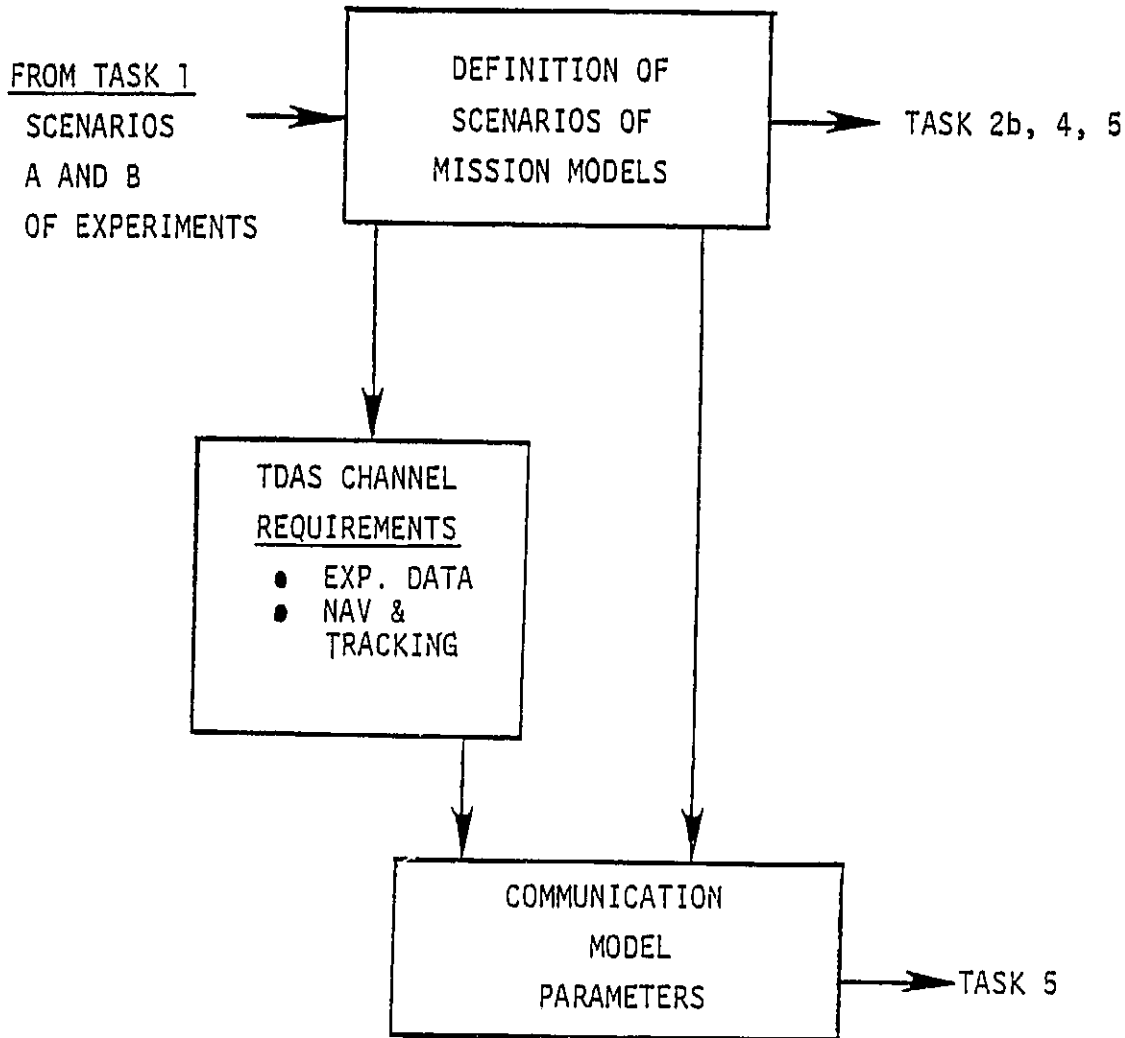 FROM TASK 1
SCENARIOS
A AND B
OF EXPERIMENTS
DEFINITION OF
SCENARIOS OF
MISSION MODELS
TASK 2b, 4, 5
TDAS CHANNEL
REQUIREMENTS
● EXP. DATA
● NAV &
TRACKING
COMMUNICATION
MODEL
PARAMETERS
TASK 5